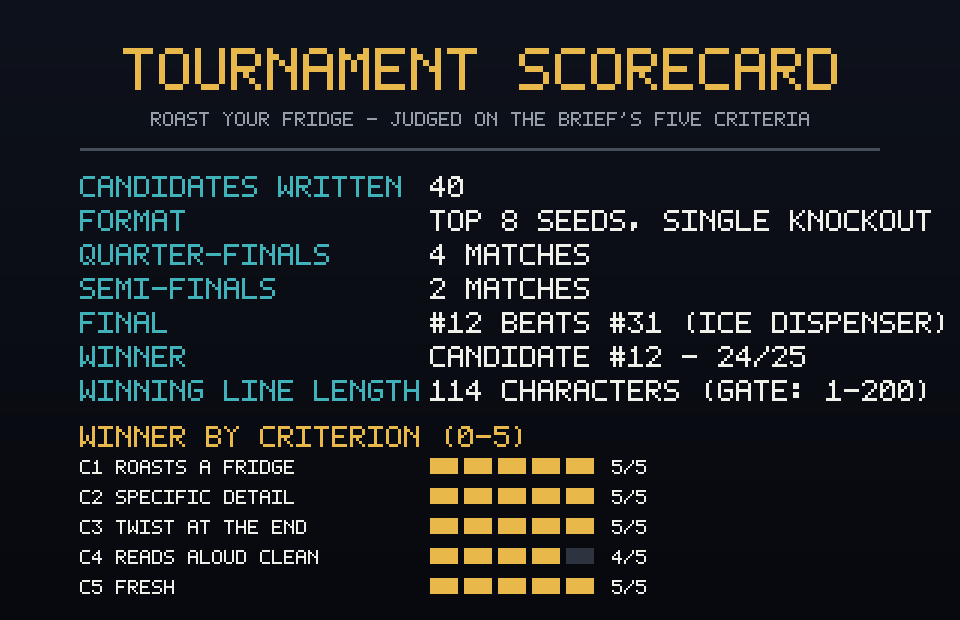 TOURNAMENT SCORECARD
ROAST YOUR FRIDGE – JUDGED ON THE BRIEF'S FIVE CRITERIA
CANDIDATES WRITTEN 40
FORMAT TOP 8 SEEDS, SINGLE KNOCKOUT
QUARTER-FINALS 4 MATCHES
SEMI-FINALS 2 MATCHES
FINAL #12 BEATS #31 (ICE DISPENSER)
WINNER CANDIDATE #12 – 24/25
WINNING LINE LENGTH 114 CHARACTERS (GATE: 1-200)
WINNER BY CRITERION (0-5)
C1 ROASTS A FRIDGE 5/5
C2 SPECIFIC DETAIL 5/5
C3 TWIST AT THE END 5/5
C4 READS ALOUD CLEAN 4/5
C5 FRESH 5/5